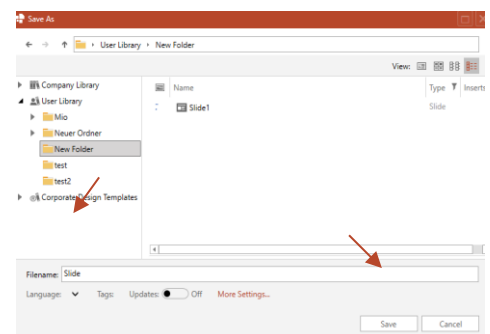 Save As
User Library › New Folder
View:
Company Library
User Library
Mio
Neuer Ordner
New Folder
test
test2
Corporate Design Templates
Name Type Inserts
Slide1 Slide
Filename: Slide
Language: Tags: Updates: Off More Settings...
Save Cancel